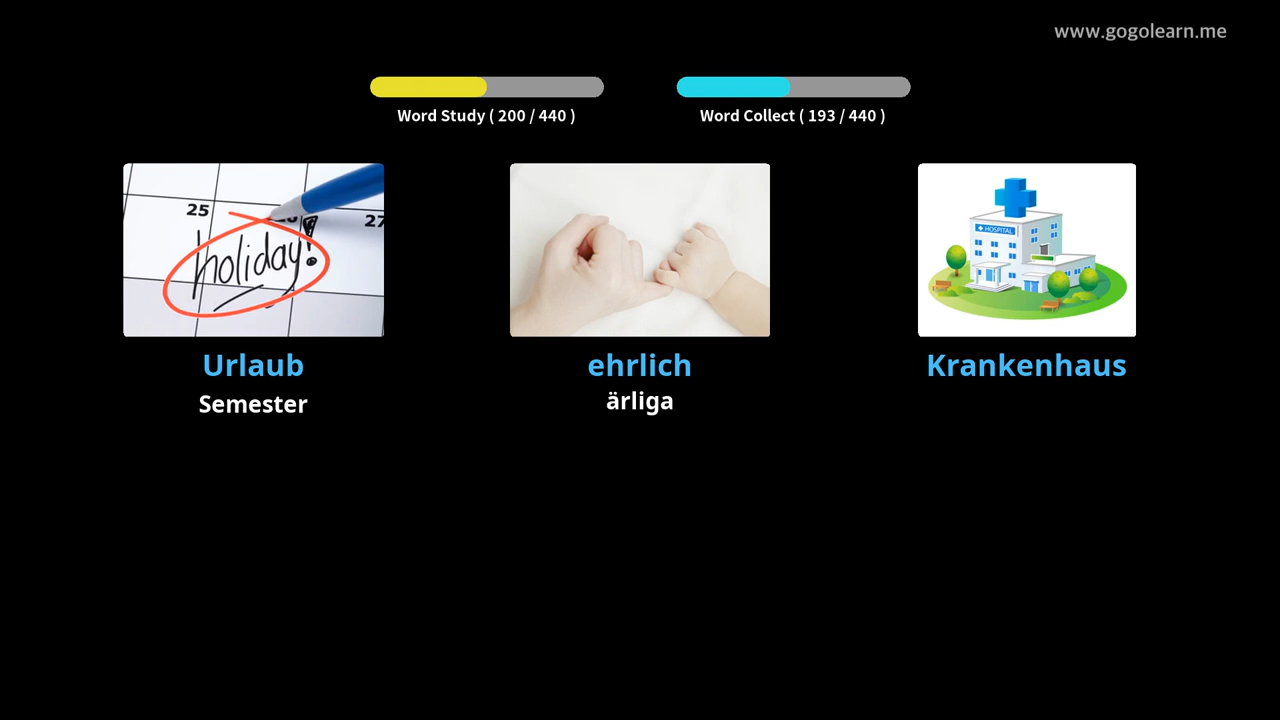 www.gogolearn.me
Word Study ( 200 / 440 )
Word Collect ( 193 / 440 )
25
27
holiday!
HOSPITAL
Urlaub
ehrlich
Krankenhaus
Semester
ärliga